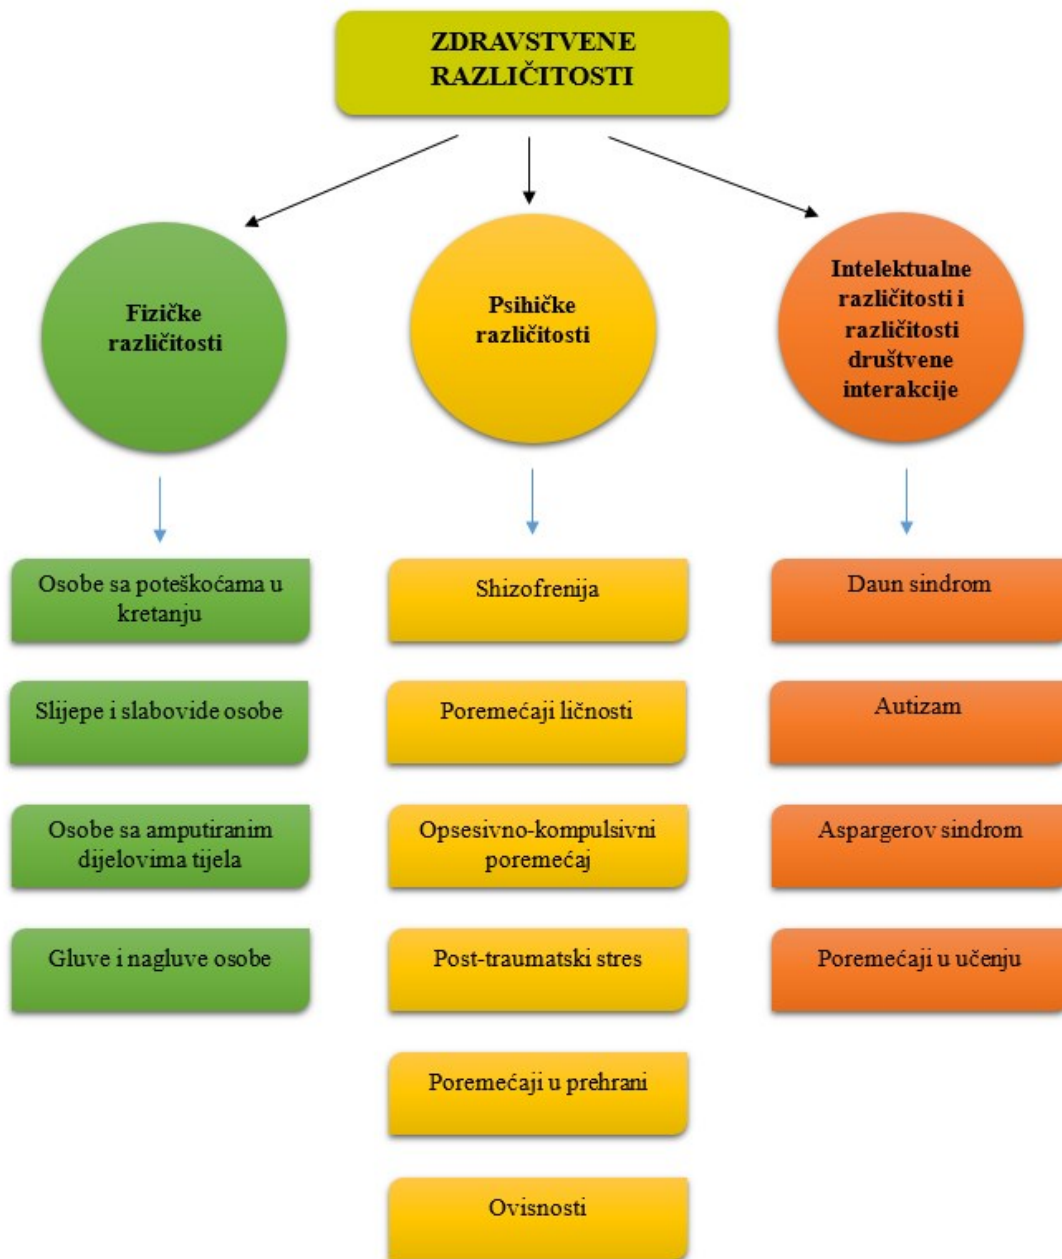 ZDRAVSTVENE
RAZLIČITOSTI
Fizičke
različitosti
Psihičke
različitosti
Intelektualne
različitosti i
različitosti
društvene
interakcije
Osobe sa poteškoćama u
kretanju
Slijepe i slabovide osobe
Osobe sa amputiranim
dijelovima tijela
Gluve i nagluve osobe
Shizofrenija
Poremećaji ličnosti
Opsesivno-kompulsivni
poremećaj
Post-traumatski stres
Poremećaji u prehrani
Ovisnosti
Daun sindrom
Autizam
Aspargerov sindrom
Poremećaji u učenju